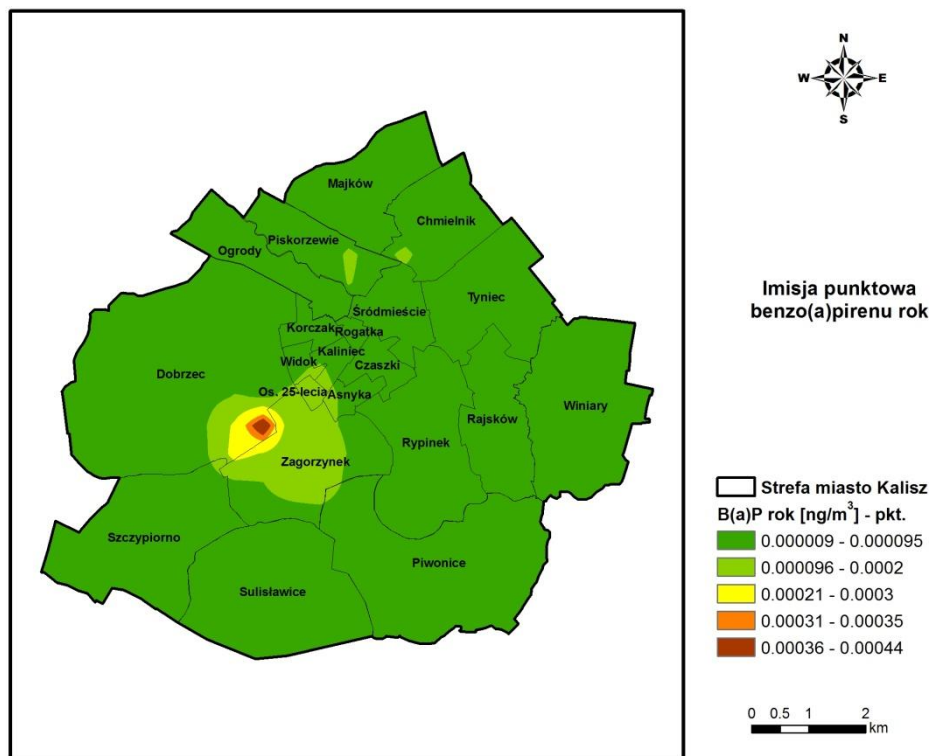 N
W E
S
Majków
Chmielnik
Piskorzewie
Ogrody
Tyniec
Śródmieście
Korczak
Rogatka
Kaliniec
Widok
Czaszki
Dobrzec
Os. 25-lecia
Asnyka
Winiary
Rajsków
Rypinek
Zagorzynek
Szczypiorno
Piwonice
Sulisławice
Imisja punktowa
benzo(a)pirenu rok
Strefa miasto Kalisz
B(a)P rok [ng/m³] - pkt.
0.000009 - 0.000095
0.000096 - 0.0002
0.00021 - 0.0003
0.00031 - 0.00035
0.00036 - 0.00044
0 0.5 1 2
km